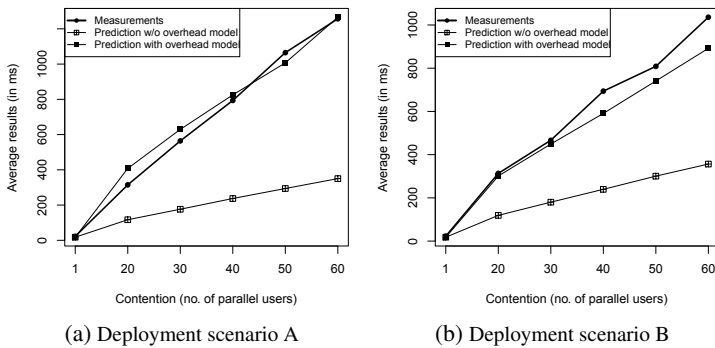 Measurements
Prediction w/o overhead model
Prediction with overhead model
Average results (in ms)
0 200 400 600 800 1000 1200
1 20 30 40 50 60
Contention (no. of parallel users)
(a) Deployment scenario A
Measurements
Prediction w/o overhead model
Prediction with overhead model
Average results (in ms)
0 200 400 600 800 1000
1 20 30 40 50 60
Contention (no. of parallel users)
(b) Deployment scenario B